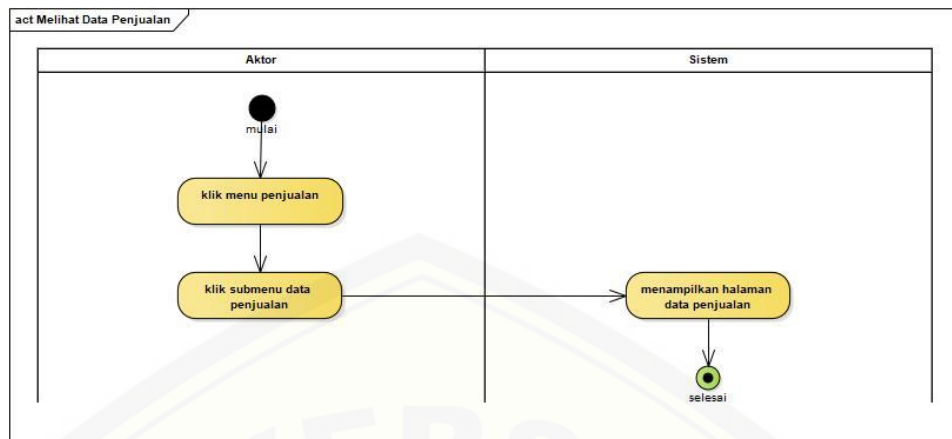 act Melihat Data Penjualan
Aktor
Sistem
mulai
klik menu penjualan
klik submenu data
penjualan
menampilkan halaman
data penjualan
selesai